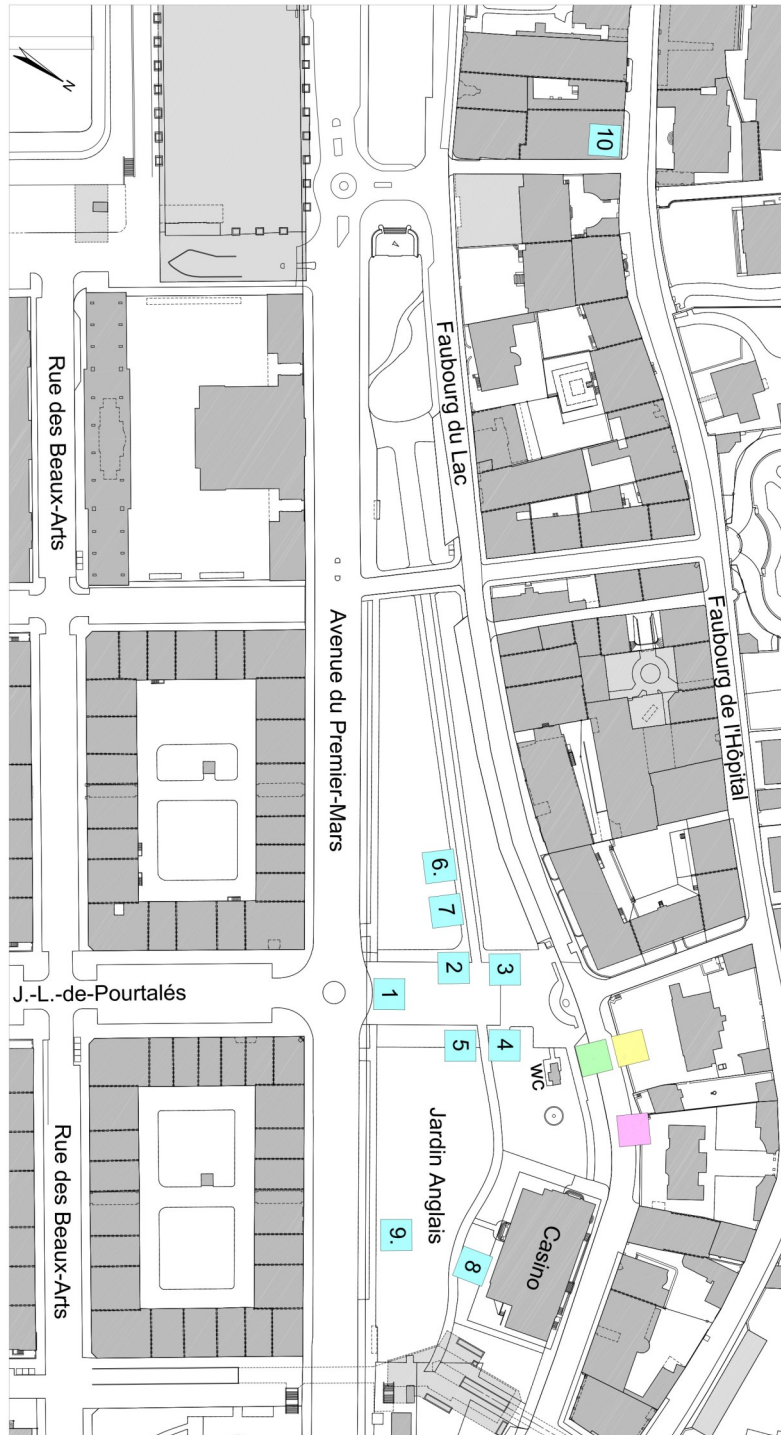 N
10
Faubourg du Lac
Rue des Beaux-Arts
Faubourg de l'Hôpital
Avenue du Premier-Mars
6.
7
2
3
1
J.-L.-de-Pourtalés
5
4
WC
Jardin Anglais
Rue des Beaux-Arts
9.
8
Casino